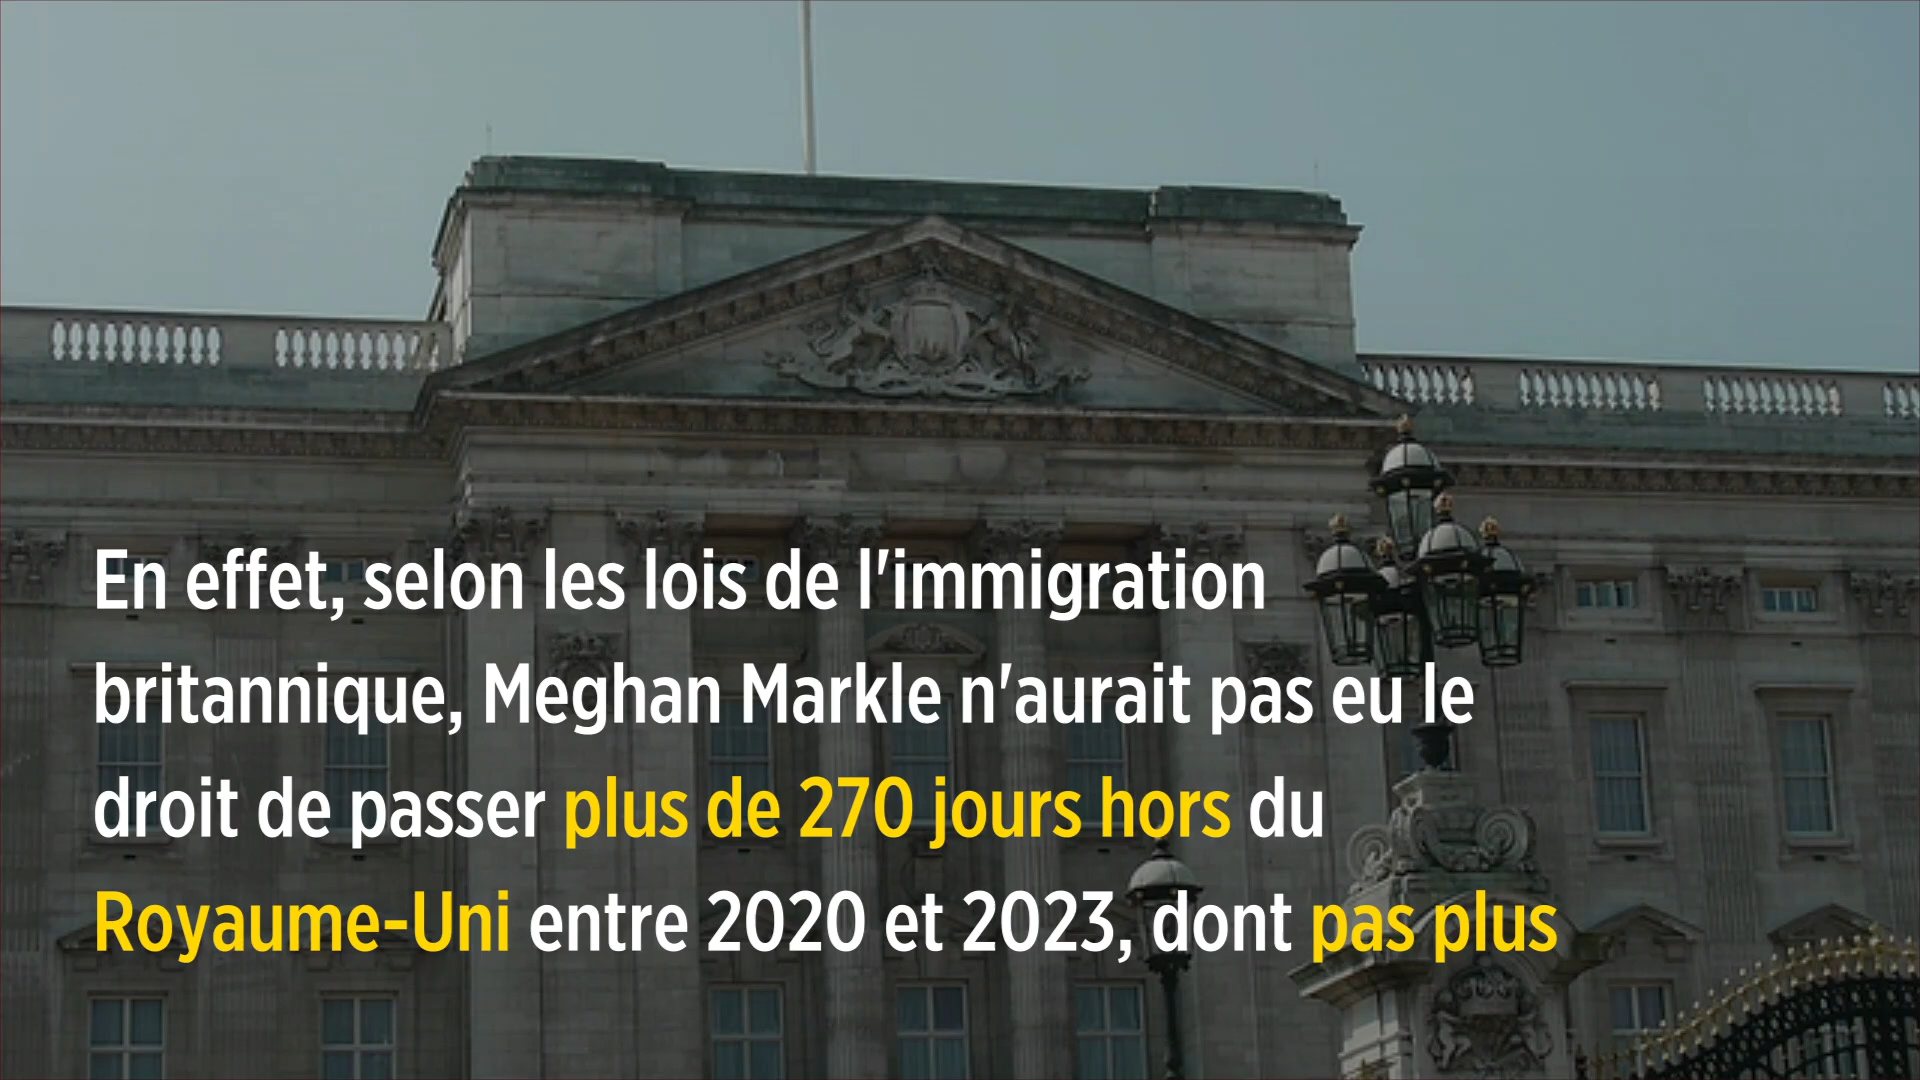 En effet, selon les lois de l'immigration
britannique, Meghan Markle n'aurait pas eu le
droit de passer plus de 270 jours hors du
Royaume-Uni entre 2020 et 2023, dont pas plus